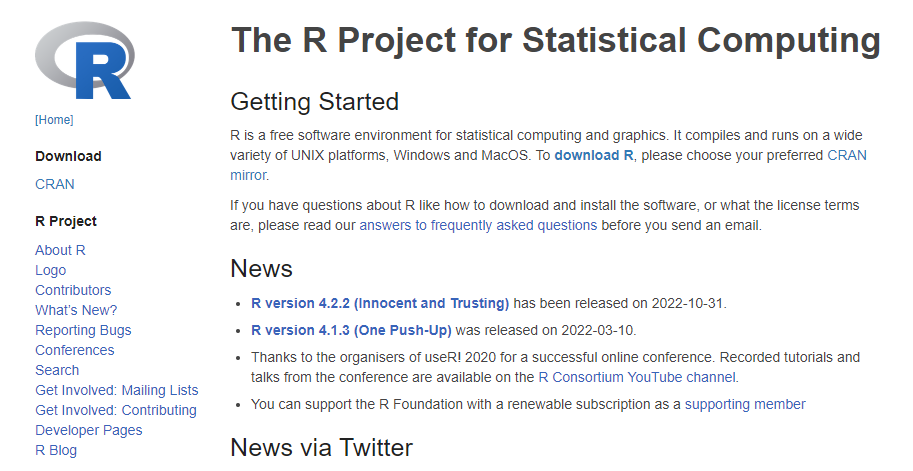 R
[Home]
Download
CRAN
R Project
About R
Logo
Contributors
What's New?
Reporting Bugs
Conferences
Search
Get Involved: Mailing Lists
Get Involved: Contributing
Developer Pages
R Blog
The R Project for Statistical Computing
Getting Started
R is a free software environment for statistical computing and graphics. It compiles and runs on a wide
variety of UNIX platforms, Windows and MacOS. To download R, please choose your preferred CRAN
mirror.
If you have questions about R like how to download and install the software, or what the license terms
are, please read our answers to frequently asked questions before you send an email.
News
• R version 4.2.2 (Innocent and Trusting) has been released on 2022-10-31.
• R version 4.1.3 (One Push-Up) was released on 2022-03-10.
• Thanks to the organisers of useR! 2020 for a successful online conference. Recorded tutorials and
talks from the conference are available on the R Consortium YouTube channel.
• You can support the R Foundation with a renewable subscription as a supporting member
News via Twitter